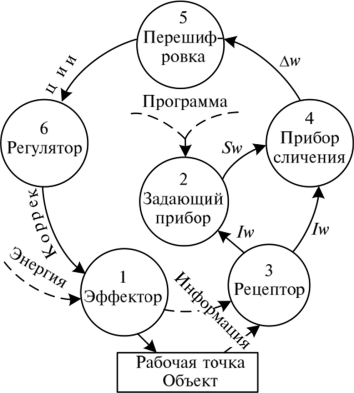 5
Перешиф-
ровка
ции
Δw
Программа
6
Регулятор
4
Прибор
сличения
Sw
2
Задающий
прибор
Коррек
Iw
Iw
Энергия
1
Эффектор
Информация
3
Рецептор
Рабочая точка
Объект